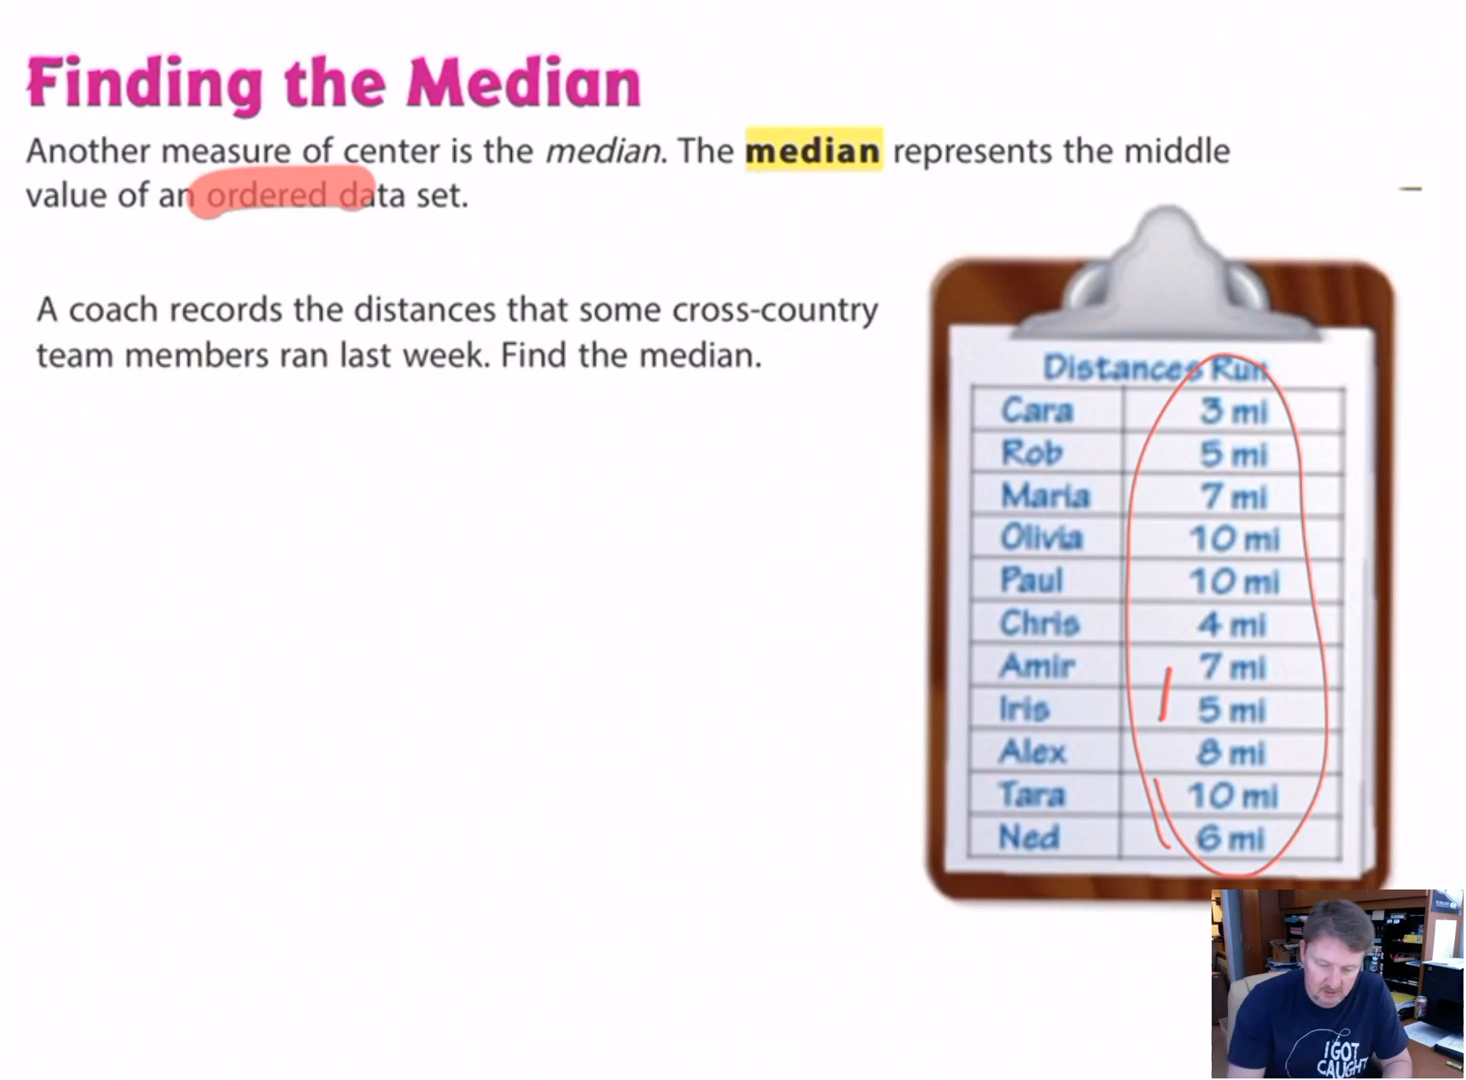 Finding the Median
Another measure of center is the median. The median represents the middle
value of an ordered data set.
A coach records the distances that some cross-country
team members ran last week. Find the median.
Distances Run
Cara 3 mi
Rob 5 mi
Maria 7 mi
Olivia 10 mi
Paul 10 mi
Chris 4 mi
Amir 7 mi
Iris 5 mi
Alex 8 mi
Tara 10 mi
Ned 6 mi
I GOT
CAUGHT